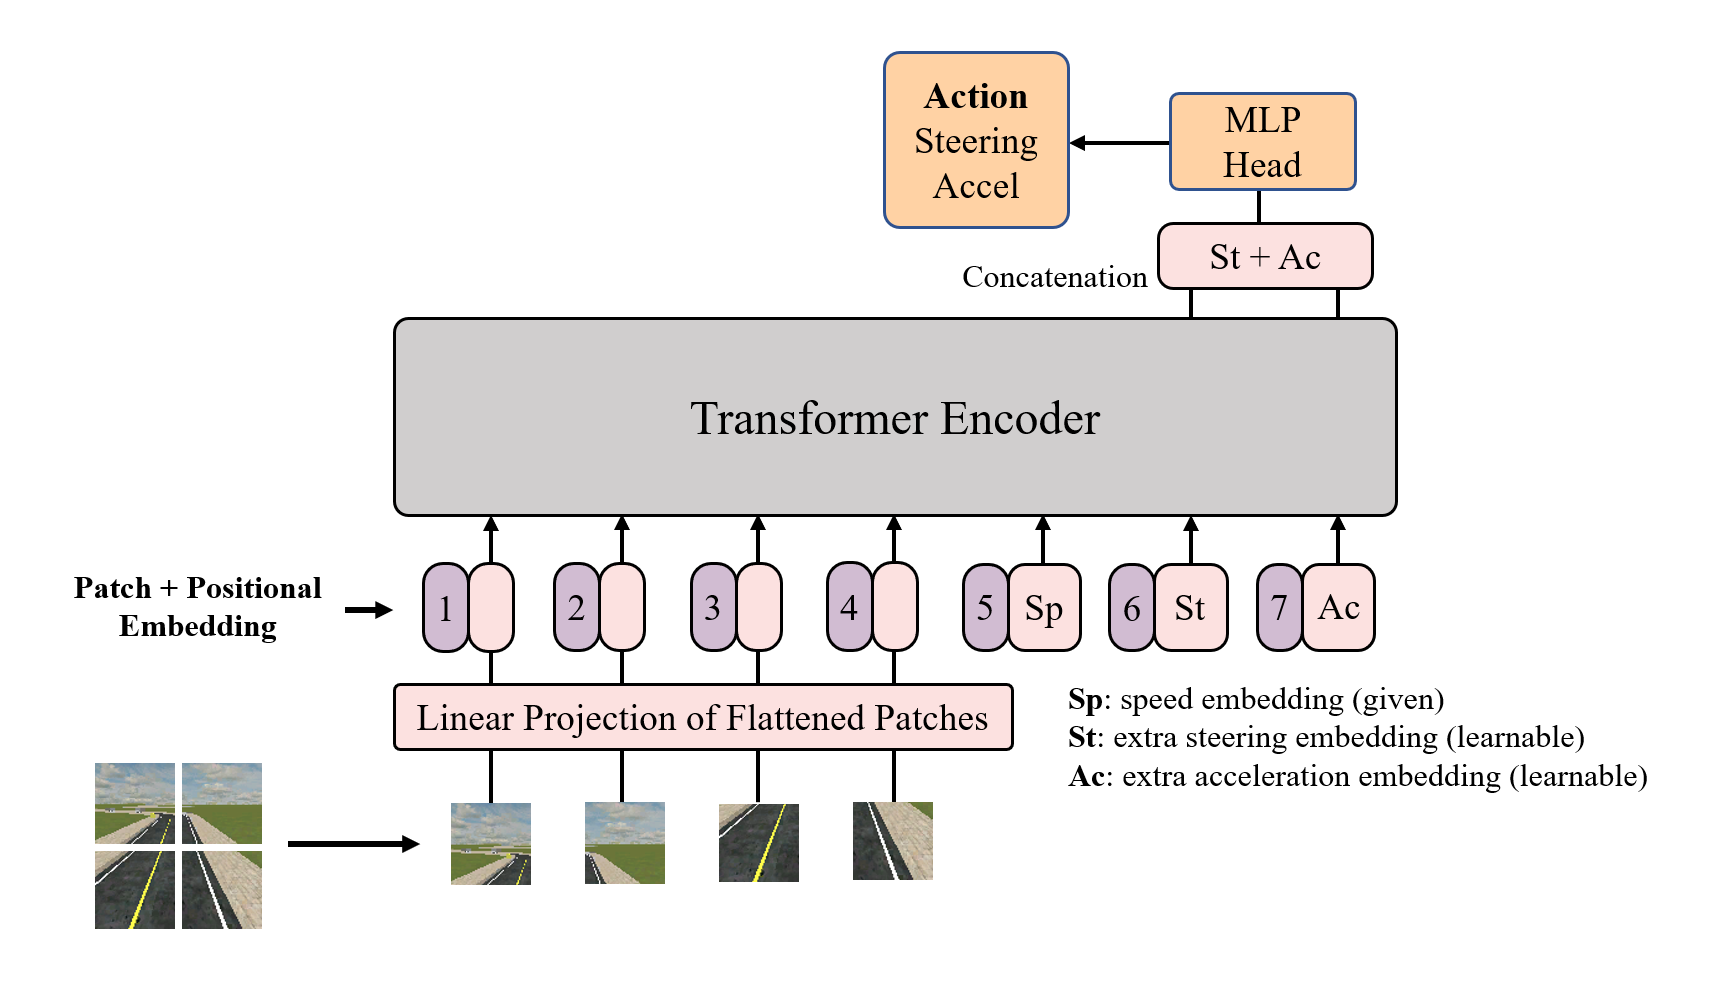 Action
Steering
Accel
MLP
Head
St + Ac
Concatenation
Transformer Encoder
Patch + Positional
Embedding
1
2
3
4
5 Sp
6 St
7 Ac
Linear Projection of Flattened Patches
Sp: speed embedding (given)
St: extra steering embedding (learnable)
Ac: extra acceleration embedding (learnable)